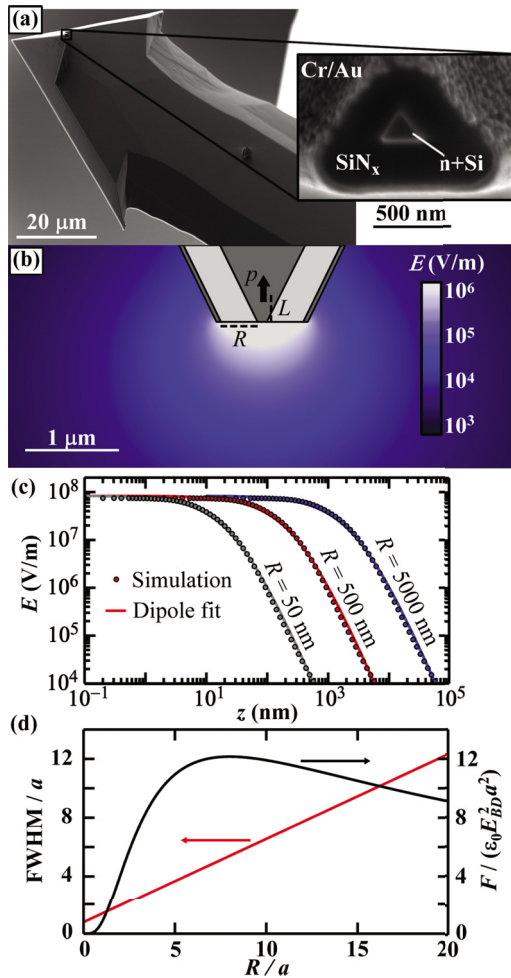 (a)
Cr/Au
SiNx
n+Si
20 μm
500 nm
(b)
E (V/m)
10^6
10^5
10^4
10^3
p
L
R
1 μm
(c)
E (V/m)
10^8
10^7
10^6
10^5
10^4
Simulation
Dipole fit
R = 50 nm
R = 500 nm
R = 5000 nm
10^-1 10^1 10^3 10^5
z (nm)
(d)
FWHM / a
12
8
4
0
12
8
4
0
F / (ε0E²BDa²)
0 5 10 15 20
R / a